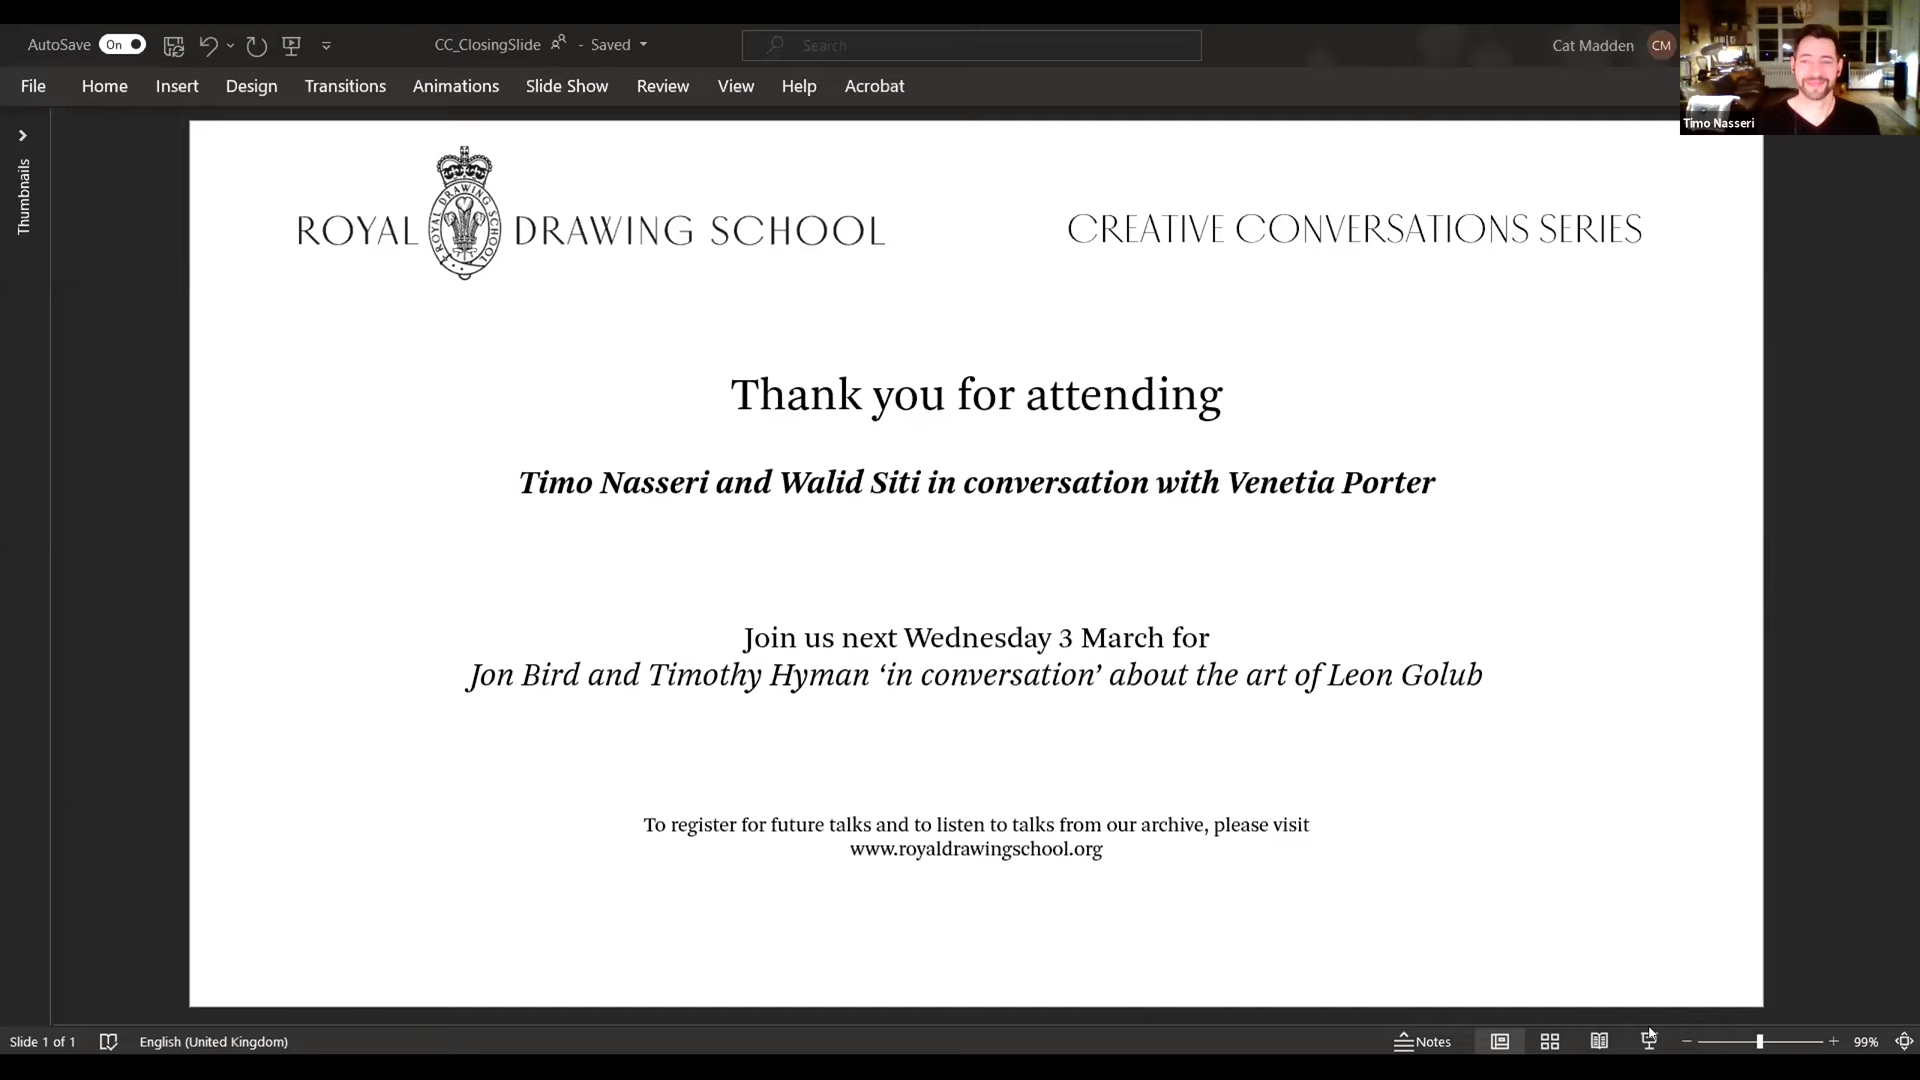 AutoSave On CC_ClosingSlide - Saved Search Cat Madden CM
File Home Insert Design Transitions Animations Slide Show Review View Help Acrobat
Timo Nasseri
Thumbnails
ROYAL DRAWING SCHOOL
ROYAL DRAWING SCHOOL
CREATIVE CONVERSATIONS SERIES
Thank you for attending
Timo Nasseri and Walid Siti in conversation with Venetia Porter
Join us next Wednesday 3 March for
Jon Bird and Timothy Hyman ‘in conversation’ about the art of Leon Golub
To register for future talks and to listen to talks from our archive, please visit
www.royaldrawingschool.org
Slide 1 of 1 English (United Kingdom) Notes 99%